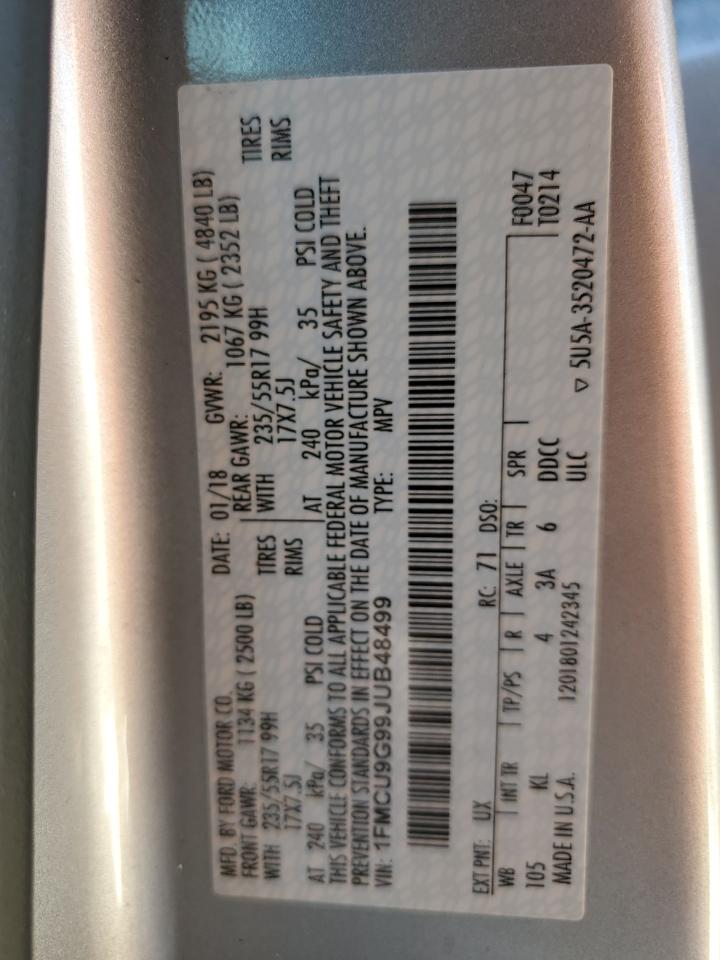 MFD. BY FORD MOTOR CO.
DATE: 01/18 GVWR: 2195 KG ( 4840 LB)
FRONT GAWR: 1134 KG ( 2500 LB) REAR GAWR: 1067 KG ( 2352 LB)
WITH 235/55R17 99H TIRES WITH 235/55R17 99H TIRES
17X7.5J RIMS 17X7.5J RIMS
AT 240 kPa/ 35 PSI COLD AT 240 kPa/ 35 PSI COLD
THIS VEHICLE CONFORMS TO ALL APPLICABLE FEDERAL MOTOR VEHICLE SAFETY AND THEFT
PREVENTION STANDARDS IN EFFECT ON THE DATE OF MANUFACTURE SHOWN ABOVE.
VIN: 1FMCU9G99JUB48499 TYPE: MPV
EXT PNT: UX RC: 71 DSO: F0047
WB INT TR TP/PS R AXLE TR SPR T0214
105 KL 4 3A 6 DDCC
MADE IN U.S.A. 1201801242345 ULC ▽ 5U5A-3520472-AA